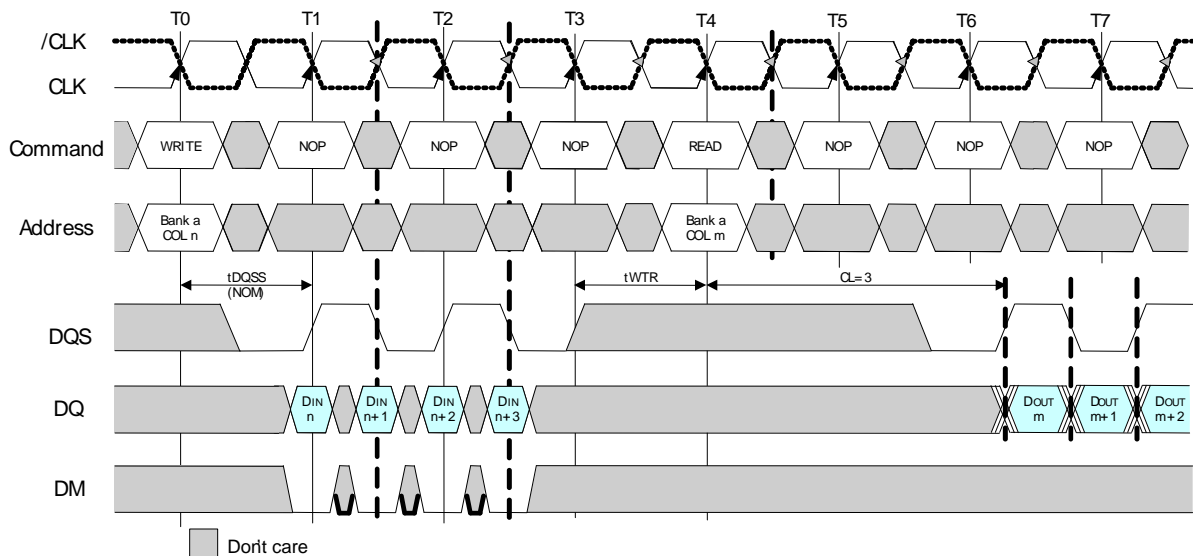 T0 T1 T2 T3 T4 T5 T6 T7
/CLK
CLK
Command WRITE NOP NOP NOP READ NOP NOP NOP
Address Bank a COL n Bank a COL m
tDQSS (NOM) tWTR CL= 3
DQS
DQ DIN n DIN n+1 DIN n+2 DIN n+3 DOUT m DOUT m+1 DOUT m+2
DM
Don't care